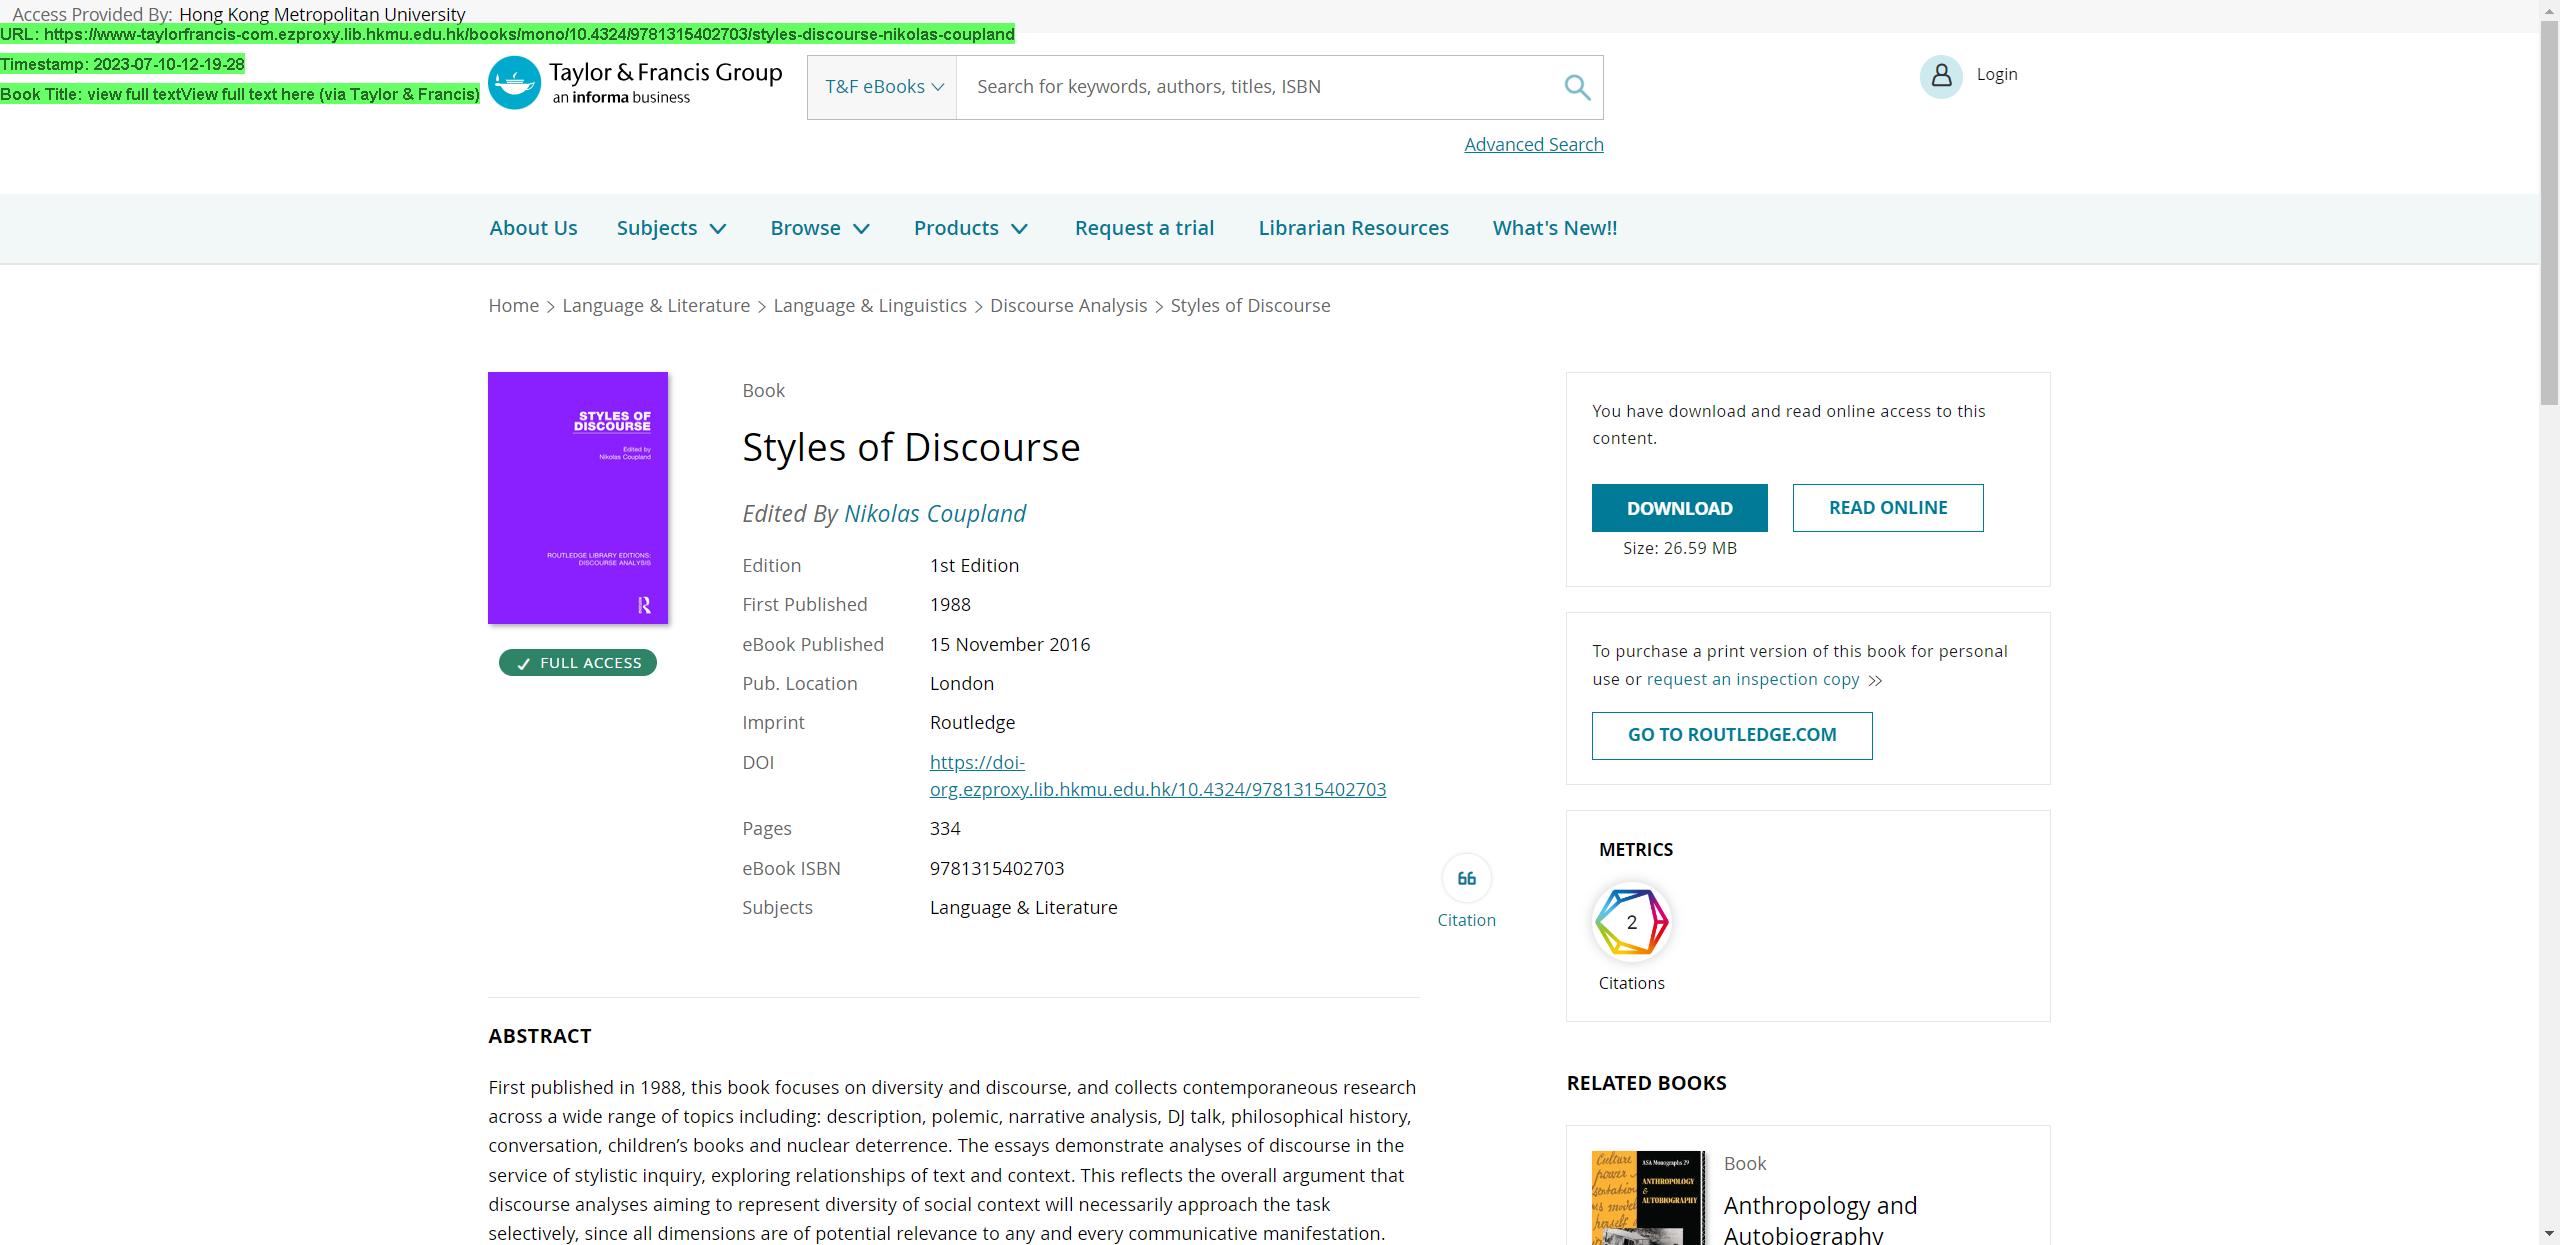 Access Provided By: Hong Kong Metropolitan University
URL: https://www-taylorfrancis-com.ezproxy.lib.hkmu.edu.hk/books/mono/10.4324/9781315402703/styles-discourse-nikolas-coupland
Timestamp: 2023-07-10-12-19-28
Book Title: view full textView full text here (via Taylor & Francis)
Taylor & Francis Group
an informa business
T&F eBooks
Search for keywords, authors, titles, ISBN
Login
Advanced Search
About Us
Subjects
Browse
Products
Request a trial
Librarian Resources
What's New!!
Home > Language & Literature > Language & Linguistics > Discourse Analysis > Styles of Discourse
STYLES OF
DISCOURSE
Edited by
Nikolas Coupland
ROUTLEDGE LIBRARY EDITIONS:
DISCOURSE ANALYSIS
R
FULL ACCESS
Book
Styles of Discourse
Edited By Nikolas Coupland
Edition 1st Edition
First Published 1988
eBook Published 15 November 2016
Pub. Location London
Imprint Routledge
DOI https://doi-
org.ezproxy.lib.hkmu.edu.hk/10.4324/9781315402703
Pages 334
eBook ISBN 9781315402703
Subjects Language & Literature
Citation
ABSTRACT
First published in 1988, this book focuses on diversity and discourse, and collects contemporaneous research
across a wide range of topics including: description, polemic, narrative analysis, DJ talk, philosophical history,
conversation, children’s books and nuclear deterrence. The essays demonstrate analyses of discourse in the
service of stylistic inquiry, exploring relationships of text and context. This reflects the overall argument that
discourse analyses aiming to represent diversity of social context will necessarily approach the task
selectively, since all dimensions are of potential relevance to any and every communicative manifestation.
You have download and read online access to this
content.
DOWNLOAD
READ ONLINE
Size: 26.59 MB
To purchase a print version of this book for personal
use or request an inspection copy >>
GO TO ROUTLEDGE.COM
METRICS
2
Citations
RELATED BOOKS
Culture
power
ASA Monographs 29
ANTHROPOLOGY
&
AUTOBIOGRAPHY
herself
Book
Anthropology and
Autobiography